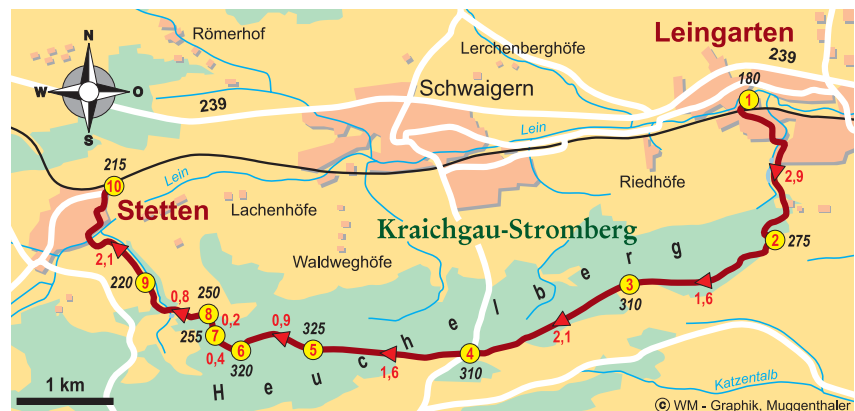 Römerhof
Leingarten
Lerchenberghöfe
239
N
W
O
S
180
Schwaigern
239
1
Lein
215
10
Lein
Riedhöfe
2,9
Stetten
Lachenhöfe
Kraichgau-Stromberg
2
275
2,1
Waldweghöfe
9
220
0,8
250
3
310
1,6
8
0,2
7
255
0,9
325
2,1
0,4
6
320
5
4
310
1,6
Heuchelberg
1 km
Katzentalb
© WM - Graphik, Muggenthaler